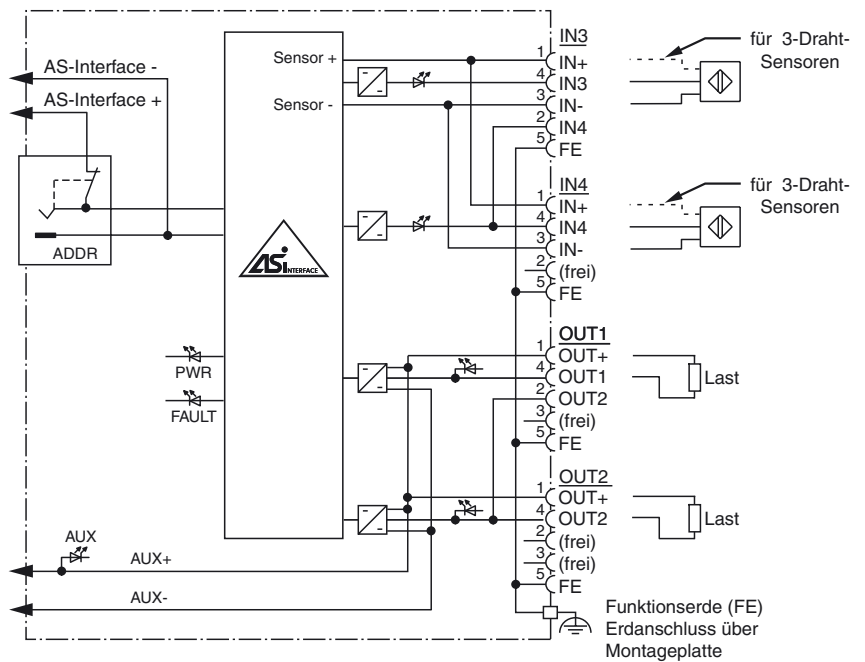 AS-Interface -
AS-Interface +
ADDR
PWR
FAULT
AUX
AUX+
AUX-
Sensor +
Sensor -
ASi INTERFACE
IN3
1 IN+
4 IN3
3 IN-
2 IN4
5 FE
für 3-Draht-
Sensoren
IN4
1 IN+
4 IN4
3 IN-
2 (frei)
5 FE
für 3-Draht-
Sensoren
OUT1
1 OUT+
4 OUT1
2 OUT2
3 (frei)
5 FE
Last
OUT2
1 OUT+
4 OUT2
2 (frei)
3 (frei)
5 FE
Last
Funktionserde (FE)
Erdanschluss über
Montageplatte